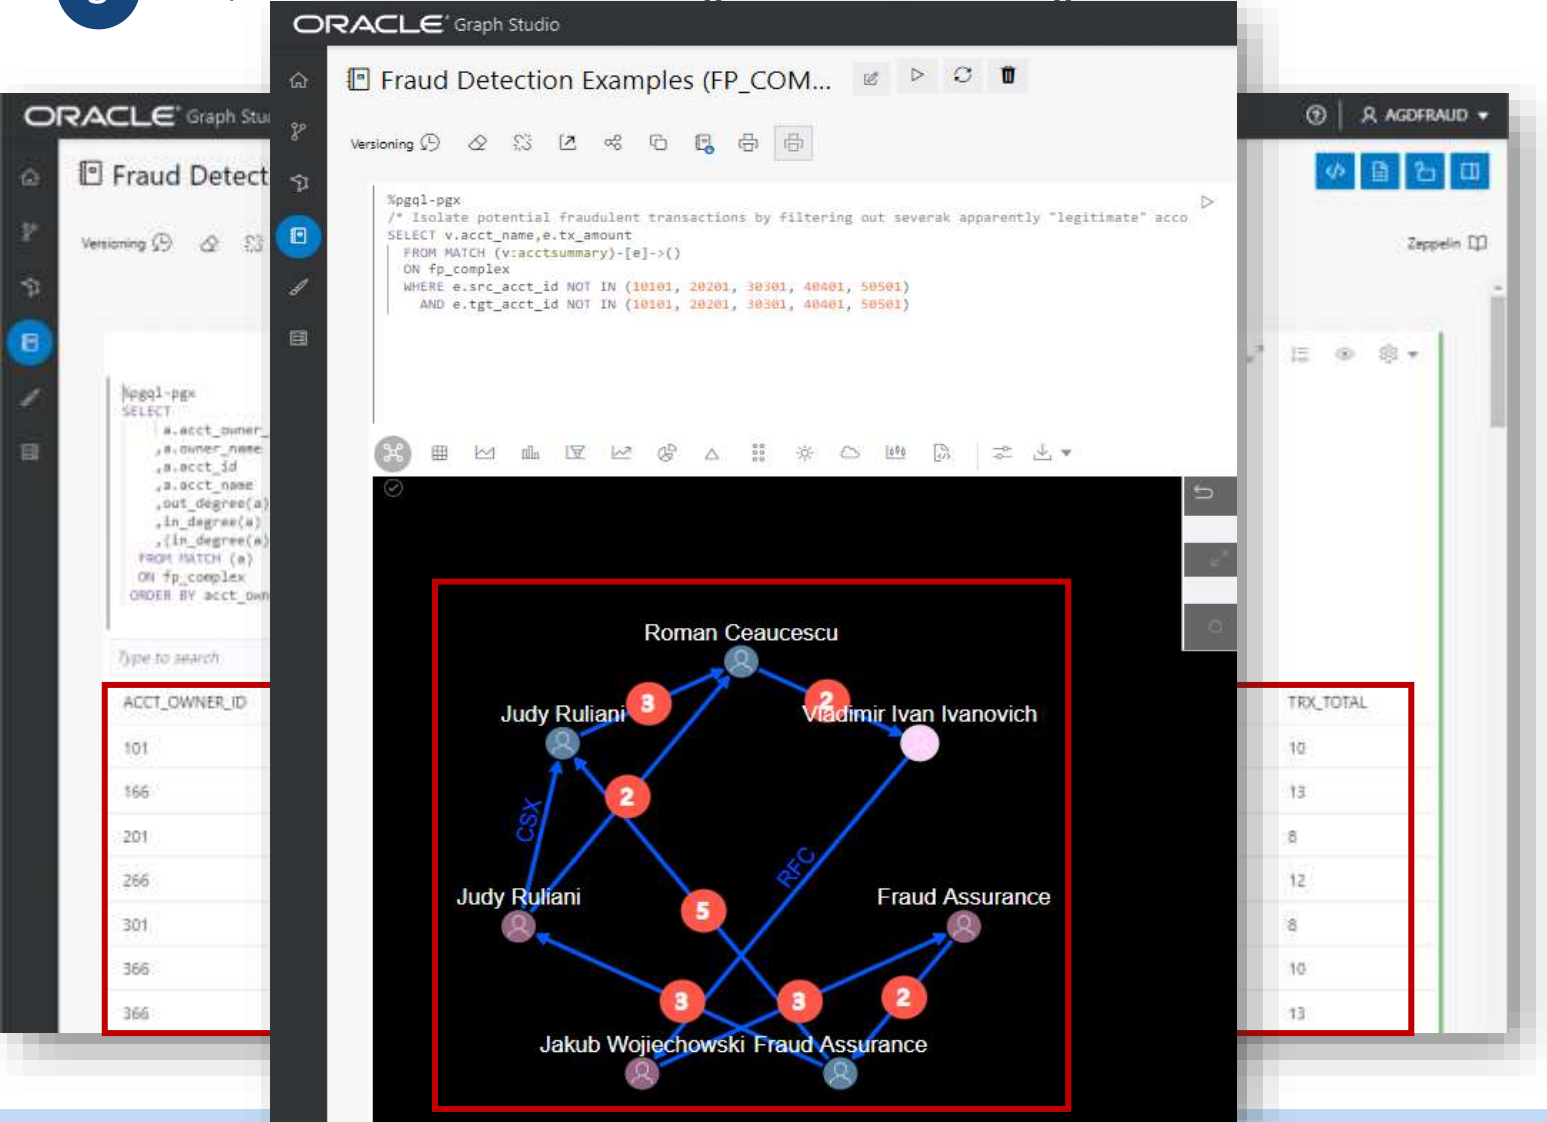 g
ORACLE Graph Studio
Fraud Detection Examples (FP_COM...
Versioning
%pgql-pgx
/* Isolate potential fraudulent transactions by filtering out severak apparently "legitimate" acco
SELECT v.acct_name,e.tx_amount
FROM MATCH (v:acctsummary)-[e]->()
ON fp_complex
WHERE e.src_acct_id NOT IN (10101, 20201, 30301, 40401, 50501)
AND e.tgt_acct_id NOT IN (10101, 20201, 30301, 40401, 50501)
Roman Ceaucescu
3
2
Judy Ruliani
Vladimir Ivan Ivanovich
2
CSX
RFC
Judy Ruliani
5
Fraud Assurance
3
3
2
Jakub Wojiechowski
Fraud Assurance
ORACLE Graph Stu
Fraud Detect
Versioning
%pgql-pgx
SELECT
a.acct_owner_
,a.owner_name
,a.acct_id
,a.acct_name
,out_degree(a)
,in_degree(a)
,(in_degree(a)
FROM MATCH (a)
ON fp_complex
ORDER BY acct_own
Type to search
ACCT_OWNER_ID
101
166
201
266
301
366
366
AGDFRAUD
Zeppelin
TRX_TOTAL
10
13
8
12
8
10
13